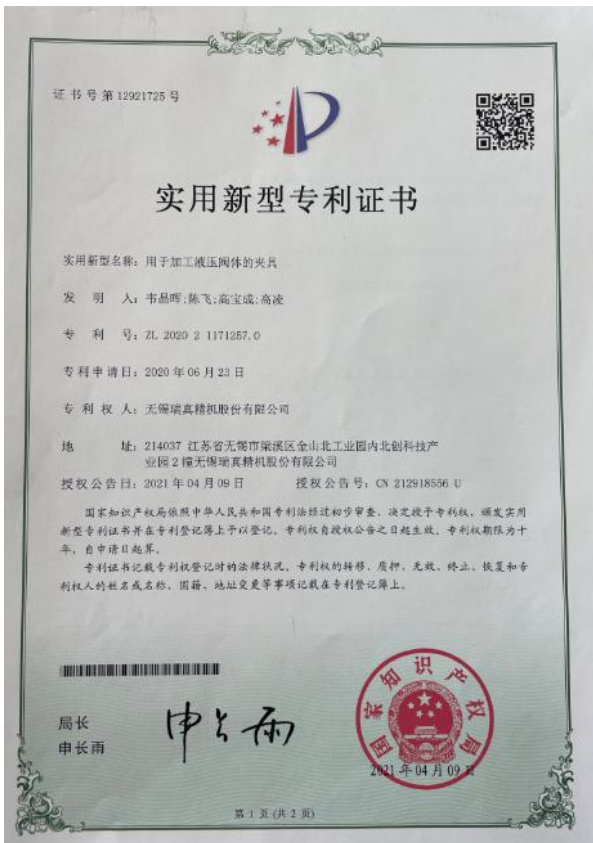 证书号第12921725号
实用新型专利证书
实用新型名称：用于加工液压阀体的夹具
发明人：韦晶晖;陈飞;高宝成;高凌
专利号：ZL 2020 2 1171257.0
专利申请日：2020年06月23日
专利权人：无锡瑞真精机股份有限公司
地址：214037 江苏省无锡市梁溪区金山北工业园内北创科技产
业园2幢无锡瑞真精机股份有限公司
授权公告日：2021年04月09日 授权公告号：CN 212918556 U
国家知识产权局依照中华人民共和国专利法经过初步审查，决定授予专利权，颁发实用
新型专利证书并在专利登记簿上予以登记。专利权自授权公告之日起生效。专利权期限为十
年，自申请日起算。
专利证书记载专利权登记时的法律状况。专利权的转移、质押、无效、终止、恢复和专
利权人的姓名或名称、国籍、地址变更等事项记载在专利登记簿上。
局长
申长雨
申长雨
国家知识产权局
2021年04月09日
第1页(共2页)